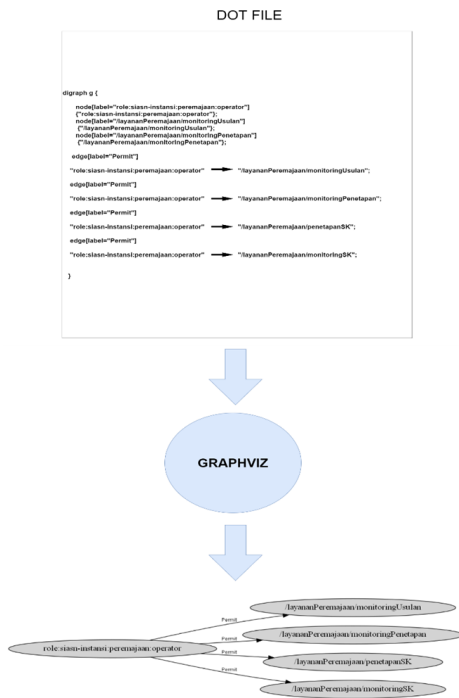 DOT FILE
digraph g {
node[label="role:siasn-instansi:peremajaan:operator"]
{"role:siasn-instansi:peremajaan:operator"};
node[label="/layananPeremajaan/monitoringUsulan"]
{"/layananPeremajaan/monitoringUsulan"};
node[label="/layananPeremajaan/monitoringPenetapan"]
{"/layananPeremajaan/monitoringPenetapan"};
edge[label="Permit"]
"role:siasn-instansi:peremajaan:operator" "/layananPeremajaan/monitoringUsulan";
edge[label="Permit"]
"role:siasn-instansi:peremajaan:operator" "/layananPeremajaan/monitoringPenetapan";
edge[label="Permit"]
"role:siasn-instansi:peremajaan:operator" "/layananPeremajaan/penetapanSK";
edge[label="Permit"]
"role:siasn-instansi:peremajaan:operator" "/layananPeremajaan/monitoringSK";
}
GRAPHVIZ
/layananPeremajaan/monitoringUsulan
Permit
/layananPeremajaan/monitoringPenetapan
Permit
role:siasn-instansi:peremajaan:operator
Permit
/layananPeremajaan/penetapanSK
Permit
/layananPeremajaan/monitoringSK